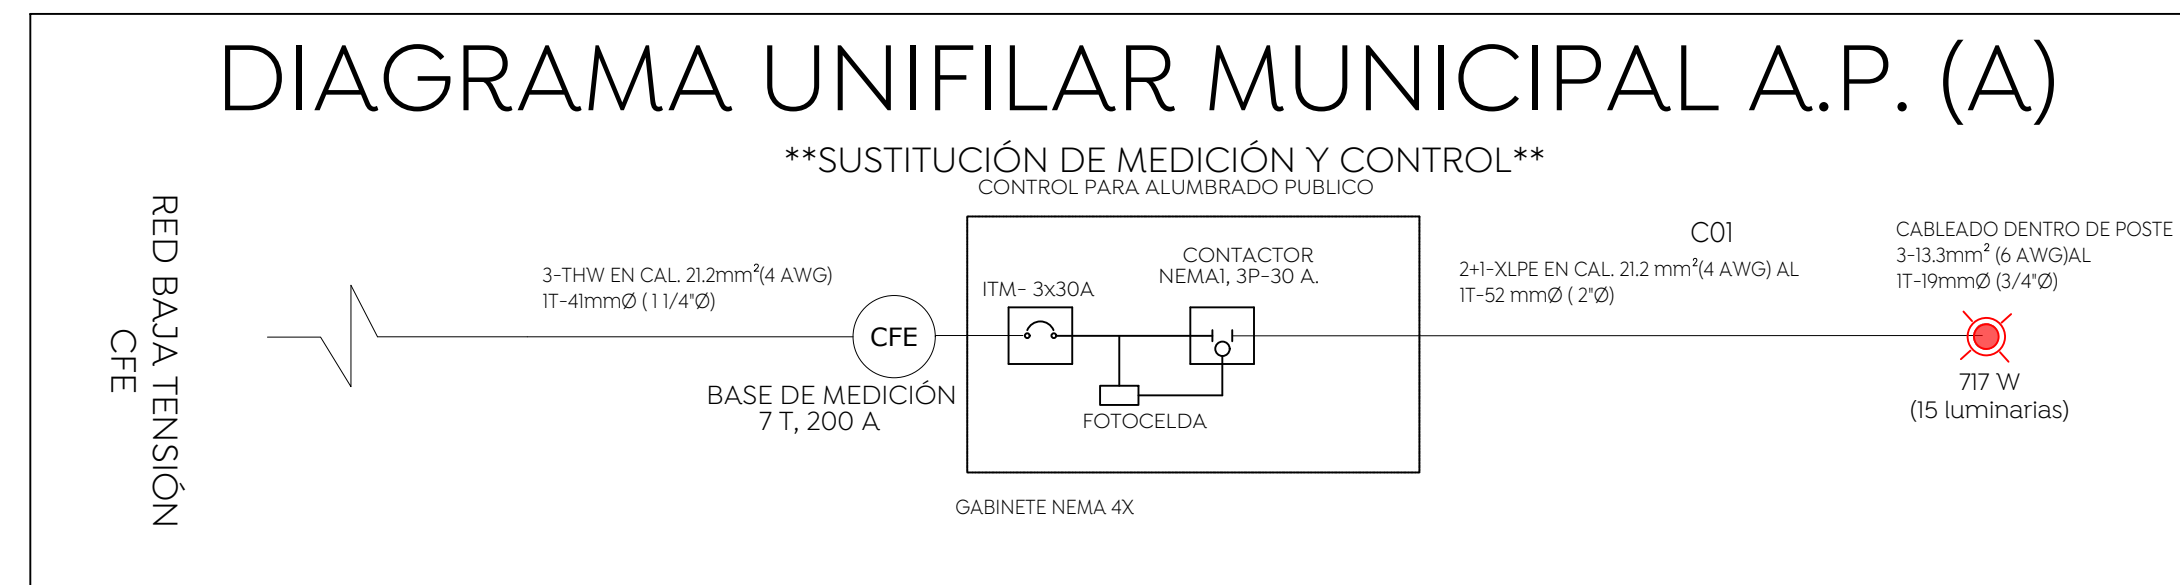 DIAGRAMA UNIFILAR MUNICIPAL A.P. (A)
**SUSTITUCIÓN DE MEDICIÓN Y CONTROL**
CONTROL PARA ALUMBRADO PUBLICO
RED BAJA TENSIÓN
CFE
3-THW EN CAL. 21.2mm²(4 AWG)
1T-41mmØ ( 1 1/4"Ø)
CFE
BASE DE MEDICIÓN
7 T, 200 A
ITM- 3x30A
CONTACTOR
NEMA1, 3P-30 A.
FOTOCELDA
GABINETE NEMA 4X
C01
2+1-XLPE EN CAL. 21.2 mm²(4 AWG) AL
1T-52 mmØ ( 2"Ø)
CABLEADO DENTRO DE POSTE
3-13.3mm² (6 AWG)AL
1T-19mmØ (3/4"Ø)
717 W
(15 luminarias)